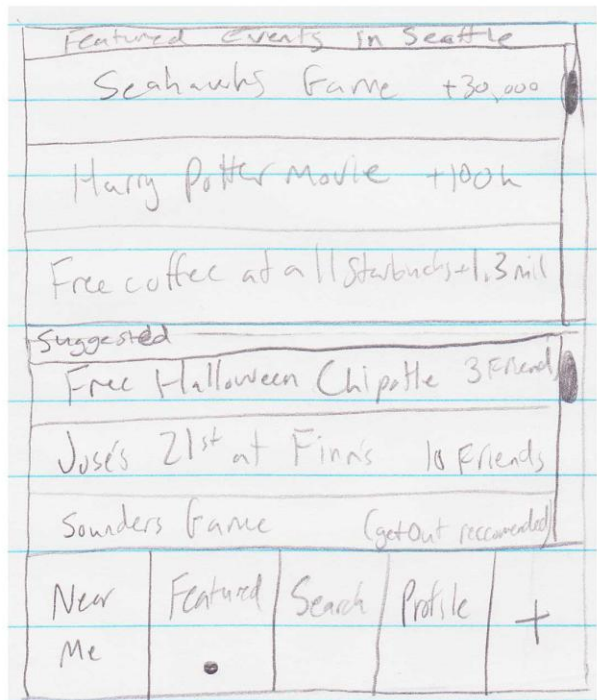 Featured Events in Seattle
Seahawks Game +30,000
Harry Potter Movie +100k
Free coffee at all Starbucks +1.3 mil
Suggested
Free Halloween Chipotle 3 Friends
Jose's 21st at Finn's 10 Friends
Sounders Game (getOut reccomended)
Near Me
Featured
Search
Profile
+